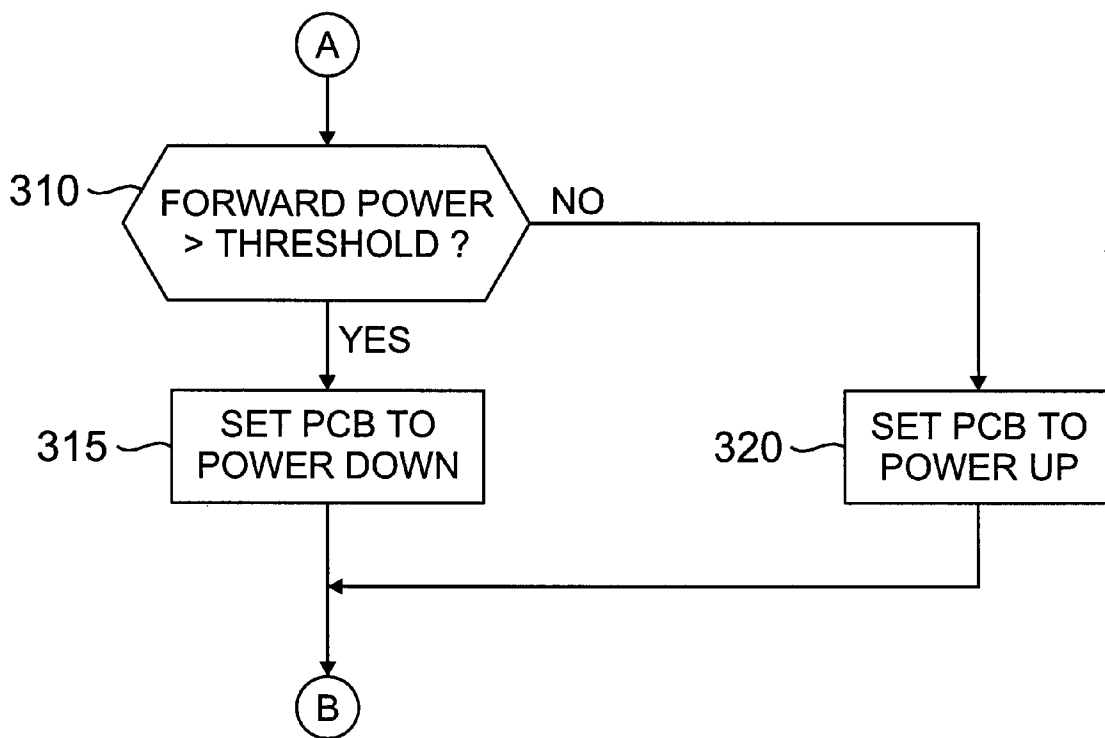 A
310
FORWARD POWER
> THRESHOLD ?
NO
YES
315
SET PCB TO
POWER DOWN
320
SET PCB TO
POWER UP
B